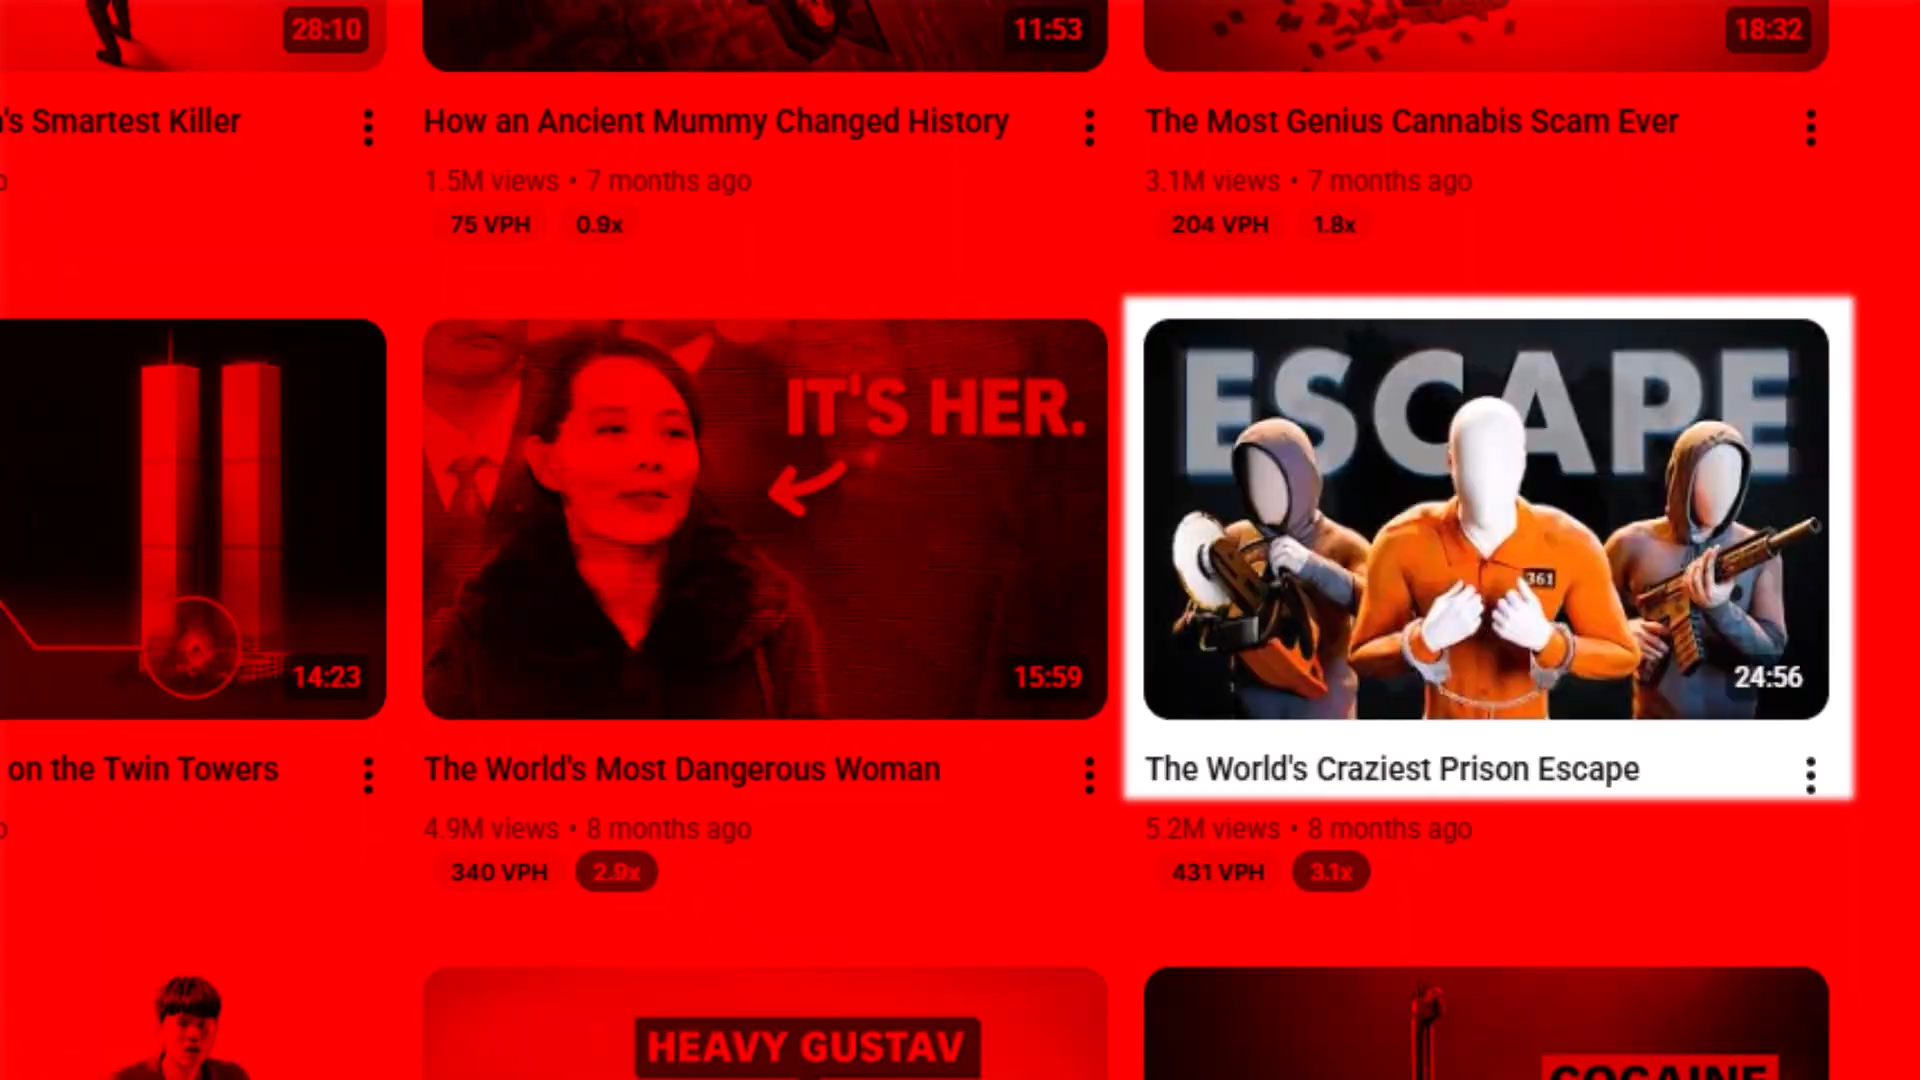 28:10
11:53
18:32
's Smartest Killer
How an Ancient Mummy Changed History
The Most Genius Cannabis Scam Ever
1.5M views • 7 months ago
3.1M views • 7 months ago
75 VPH 0.9x
204 VPH 1.8x
14:23
IT'S HER.
15:59
ESCAPE
361
24:56
on the Twin Towers
The World's Most Dangerous Woman
The World's Craziest Prison Escape
4.9M views • 8 months ago
5.2M views • 8 months ago
340 VPH 2.9x
431 VPH 3.1x
HEAVY GUSTAV
COCAINE